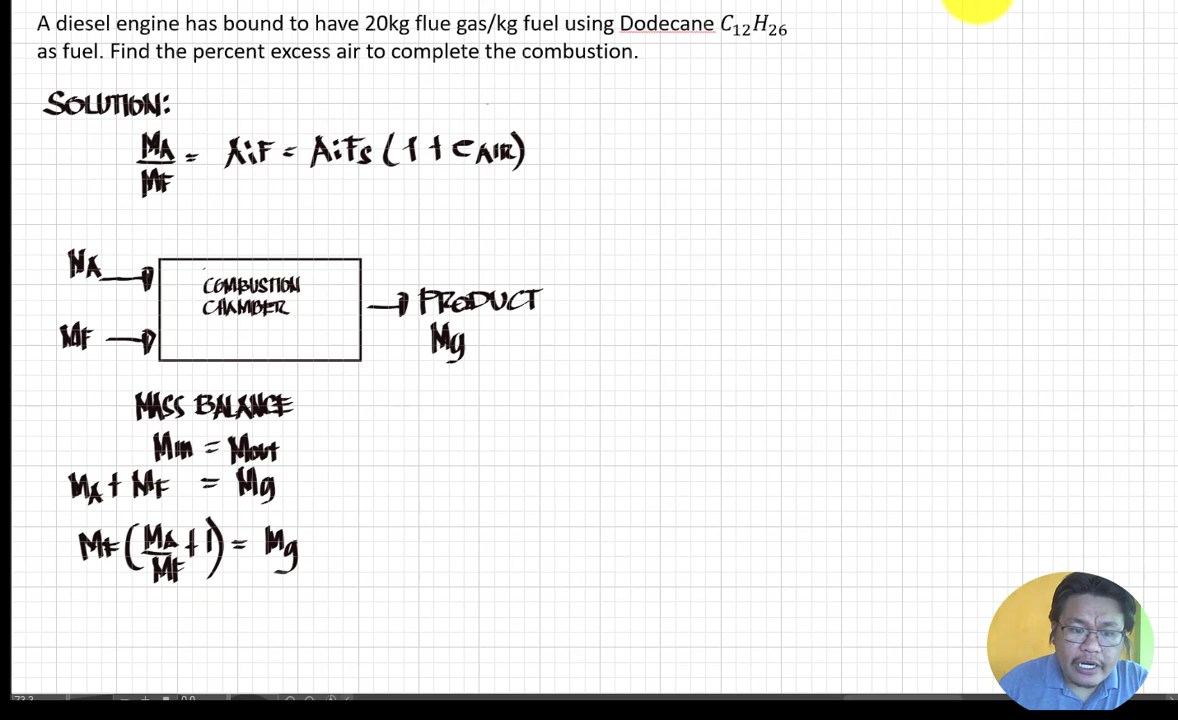 A diesel engine has bound to have 20kg flue gas/kg fuel using Dodecane C₁₂H₂₆
as fuel. Find the percent excess air to complete the combustion.
SOLUTION:
MA/MF = A/F = A/Fs (1 + e AIR)
MA
COMBUSTION
CHAMBER
PRODUCT
MF
Mg
MASS BALANCE
Min = Mout
MA + MF = Mg
MF (MA/MF + 1) = Mg